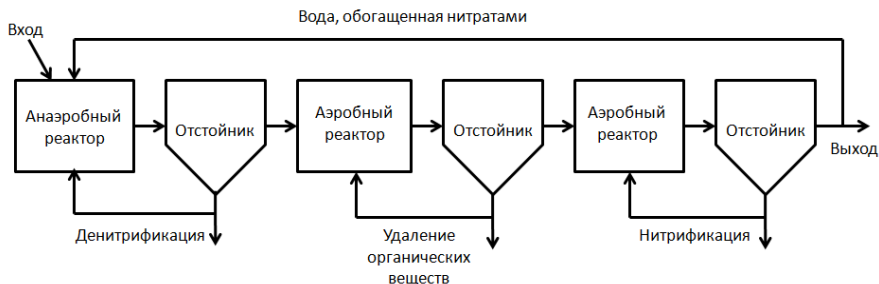 Вода, обогащенная нитратами
Вход
Анаэробный
реактор
Отстойник
Аэробный
реактор
Отстойник
Аэробный
реактор
Отстойник
Выход
Денитрификация
Удаление
органических
веществ
Нитрификация